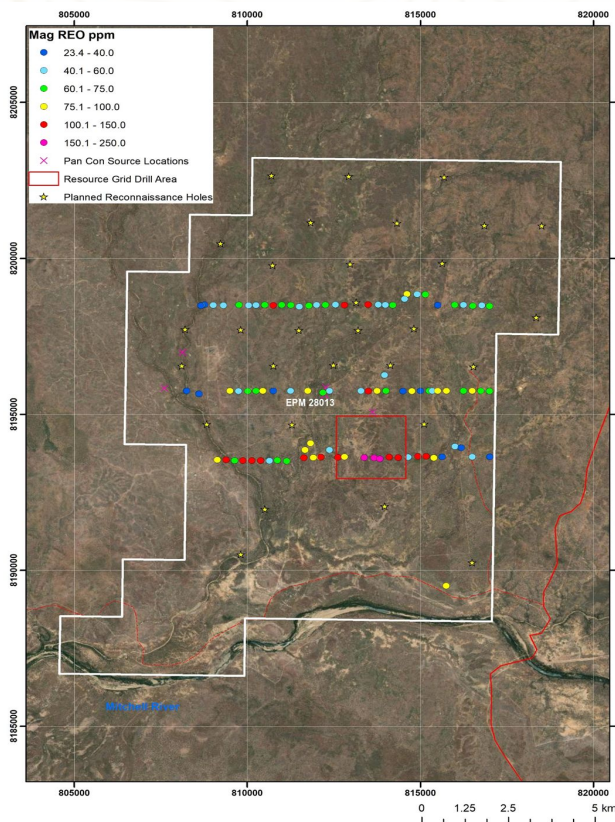 805000 810000 815000 820000
Mag REO ppm
23.4 - 40.0
40.1 - 60.0
60.1 - 75.0
75.1 - 100.0
100.1 - 150.0
150.1 - 250.0
Pan Con Source Locations
Resource Grid Drill Area
Planned Reconnaissance Holes
8205000
8200000
8195000
8190000
8185000
EPM 28013
805000 810000 815000 820000
0 1.25 2.5 5 km